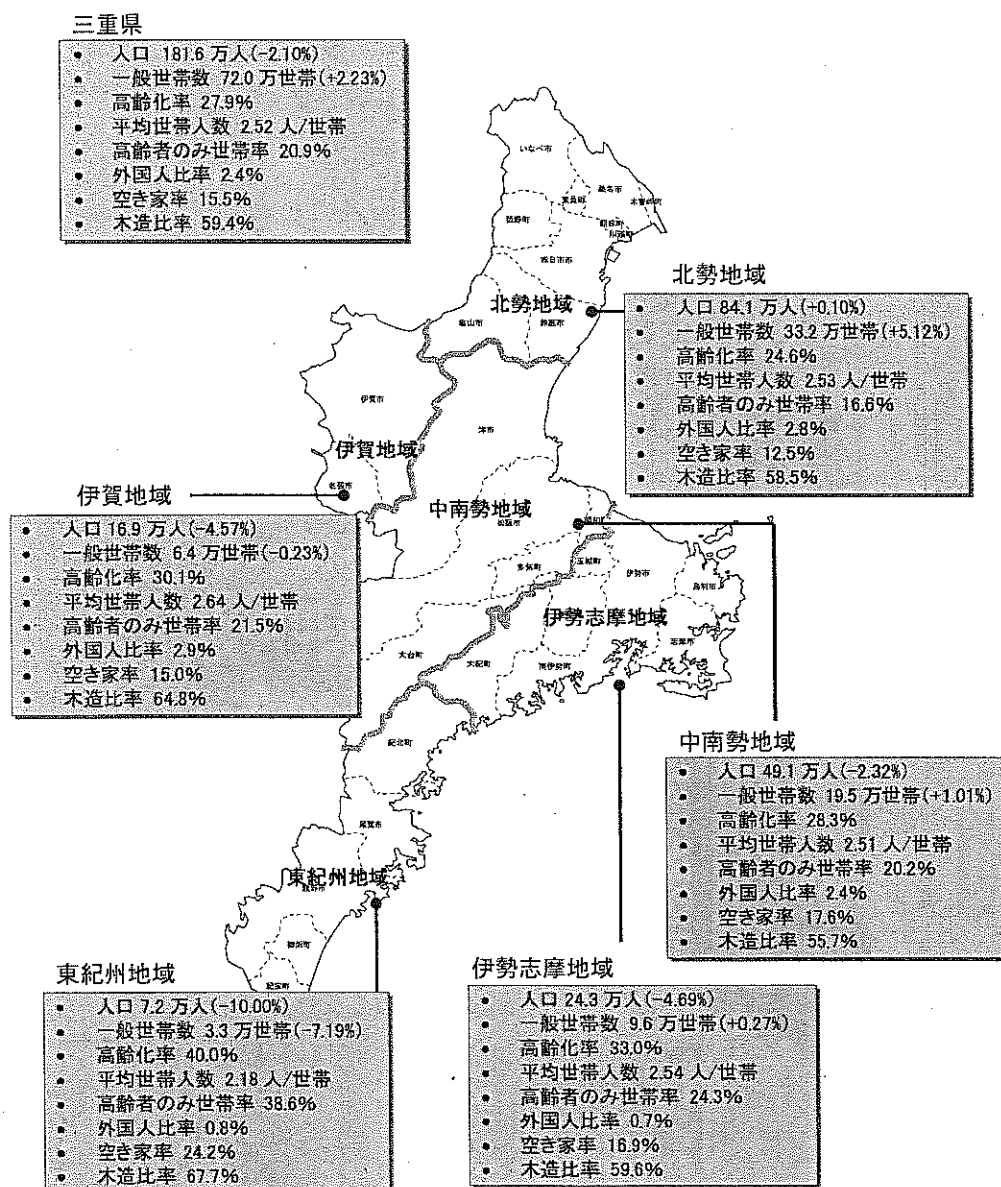 三重県
• 人口 181.6 万人(-2.10%)
• 一般世帯数 72.0 万世帯(+2.23%)
• 高齢化率 27.9%
• 平均世帯人数 2.52 人/世帯
• 高齢者のみ世帯率 20.9%
• 外国人比率 2.4%
• 空き家率 15.5%
• 木造比率 59.4%
いなべ市
桑名市
木曽岬町
東員町
菰野町
朝日町
川越町
四日市市
北勢地域
亀山市
鈴鹿市
北勢地域
• 人口 84.1 万人(+0.10%)
• 一般世帯数 33.2 万世帯(+5.12%)
• 高齢化率 24.6%
• 平均世帯人数 2.53 人/世帯
• 高齢者のみ世帯率 16.6%
• 外国人比率 2.8%
• 空き家率 12.5%
• 木造比率 58.5%
伊賀市
津市
伊賀地域
名張市
中南勢地域
松阪市
明和町
伊賀地域
• 人口 16.9 万人(-4.57%)
• 一般世帯数 6.4 万世帯(-0.23%)
• 高齢化率 30.1%
• 平均世帯人数 2.64 人/世帯
• 高齢者のみ世帯率 21.5%
• 外国人比率 2.9%
• 空き家率 15.0%
• 木造比率 64.8%
多気町
玉城町
伊勢市
鳥羽市
伊勢志摩地域
志摩市
大台町
大紀町
南伊勢町
紀北町
尾鷲市
東紀州地域
熊野市
御浜町
紀宝町
中南勢地域
• 人口 49.1 万人(-2.32%)
• 一般世帯数 19.5 万世帯(+1.01%)
• 高齢化率 28.3%
• 平均世帯人数 2.51 人/世帯
• 高齢者のみ世帯率 20.2%
• 外国人比率 2.4%
• 空き家率 17.6%
• 木造比率 55.7%
東紀州地域
• 人口 7.2 万人(-10.00%)
• 一般世帯数 3.3 万世帯(-7.19%)
• 高齢化率 40.0%
• 平均世帯人数 2.18 人/世帯
• 高齢者のみ世帯率 38.6%
• 外国人比率 0.8%
• 空き家率 24.2%
• 木造比率 67.7%
伊勢志摩地域
• 人口 24.3 万人(-4.69%)
• 一般世帯数 9.6 万世帯(+0.27%)
• 高齢化率 33.0%
• 平均世帯人数 2.54 人/世帯
• 高齢者のみ世帯率 24.3%
• 外国人比率 0.7%
• 空き家率 16.9%
• 木造比率 59.6%